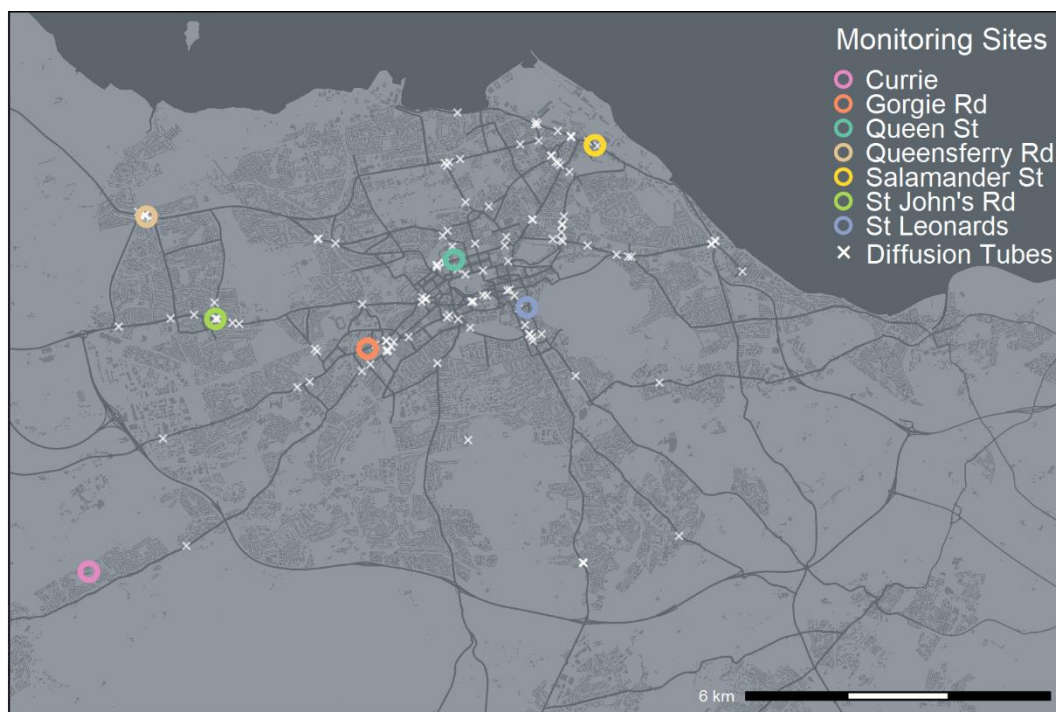 Monitoring Sites
Currie
Gorgie Rd
Queen St
Queensferry Rd
Salamander St
St John's Rd
St Leonards
Diffusion Tubes
6 km